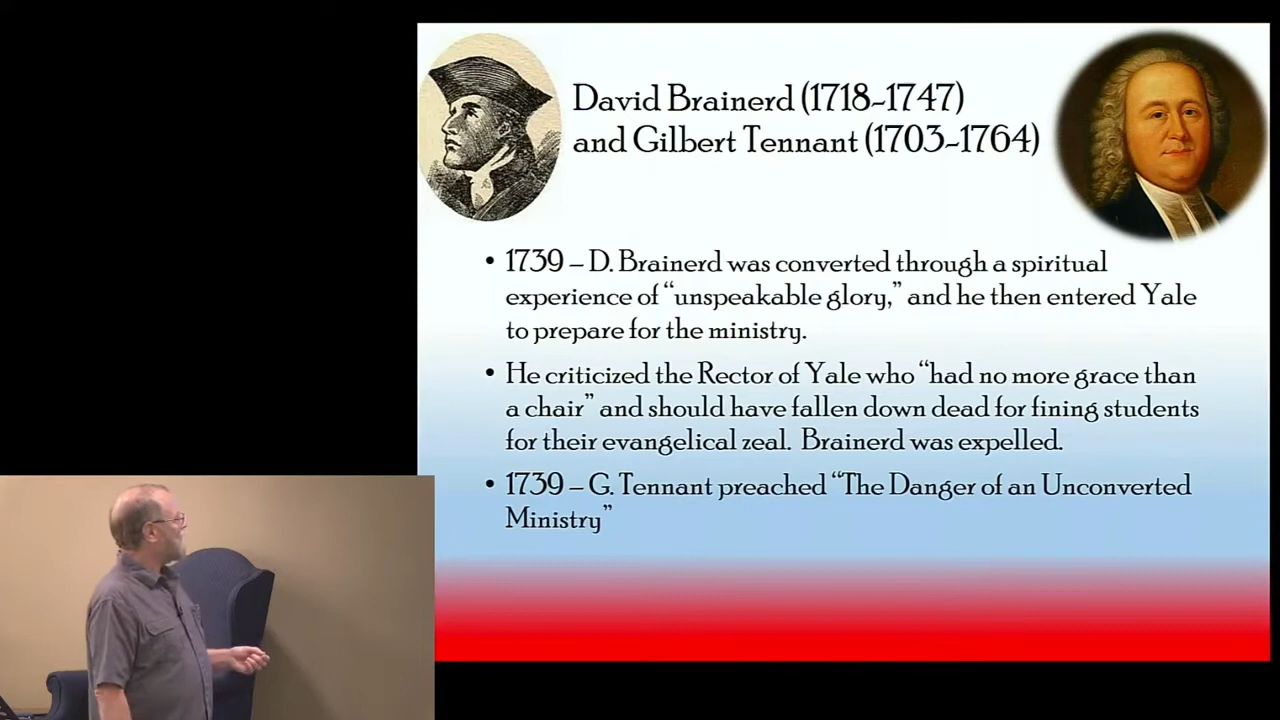 David Brainerd (1718-1747)
and Gilbert Tennant (1703-1764)
• 1739 – D. Brainerd was converted through a spiritual
experience of “unspeakable glory,” and he then entered Yale
to prepare for the ministry.
• He criticized the Rector of Yale who “had no more grace than
a chair” and should have fallen down dead for fining students
for their evangelical zeal. Brainerd was expelled.
• 1739 – G. Tennant preached “The Danger of an Unconverted
Ministry”